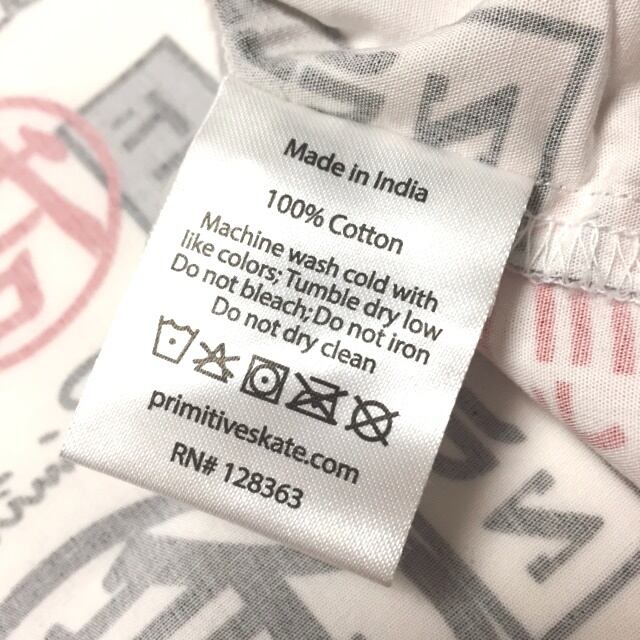 Made in India
100% Cotton
Machine wash cold with
like colors; Tumble dry low
Do not bleach;Do not iron
Do not dry clean
primitiveskate.com
RN# 128363